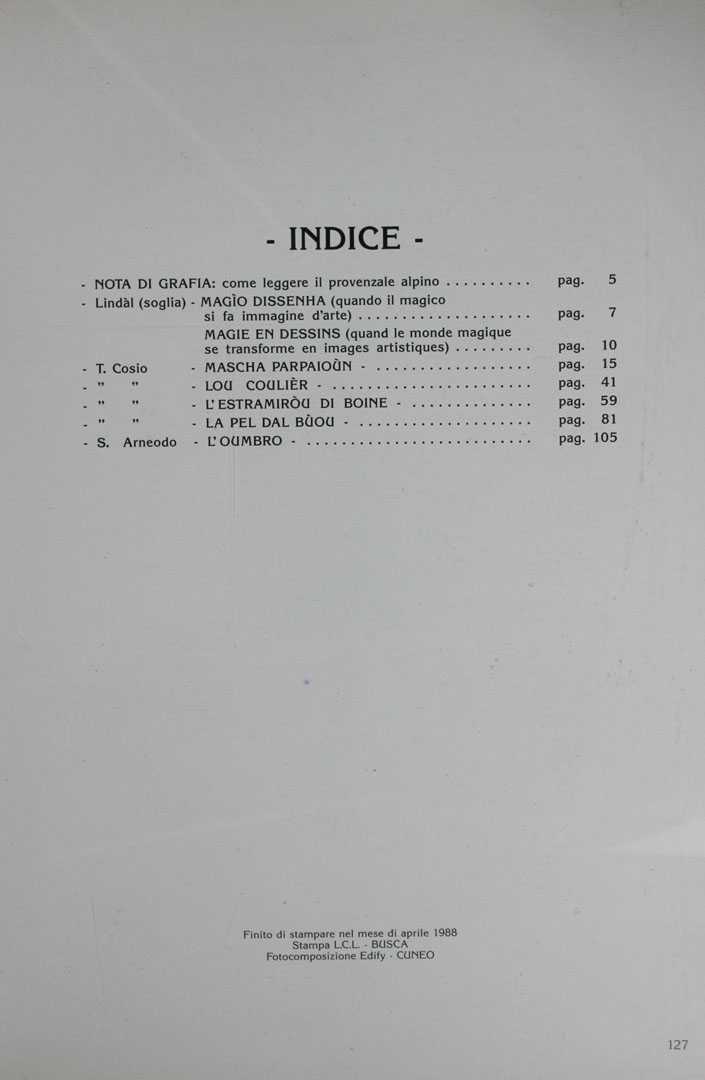 - INDICE -
- NOTA DI GRAFIA: come leggere il provenzale alpino . . . . . . . . . . pag. 5
- Lindàl (soglia) - MAGÌO DISSENHA (quando il magico
si fa immagine d'arte) . . . . . . . . . . . . . . . . . . . . pag. 7
MAGIE EN DESSINS (quand le monde magique
se transforme en images artistiques) . . . . . . . . . pag. 10
- T. Cosio - MASCHA PARPAIOÙN - . . . . . . . . . . . . . . . . . . pag. 15
- " " - LOU COULIÈR - . . . . . . . . . . . . . . . . . . . . . . . pag. 41
- " " - L'ESTRAMIRÒU DI BOINE - . . . . . . . . . . . . . . pag. 59
- " " - LA PEL DAL BÙOU - . . . . . . . . . . . . . . . . . . . . pag. 81
- S. Arneodo - L'OUMBRO - . . . . . . . . . . . . . . . . . . . . . . . . . . pag. 105
Finito di stampare nel mese di aprile 1988
Stampa L.C.L. - BUSCA
Fotocomposizione Edify - CUNEO
127